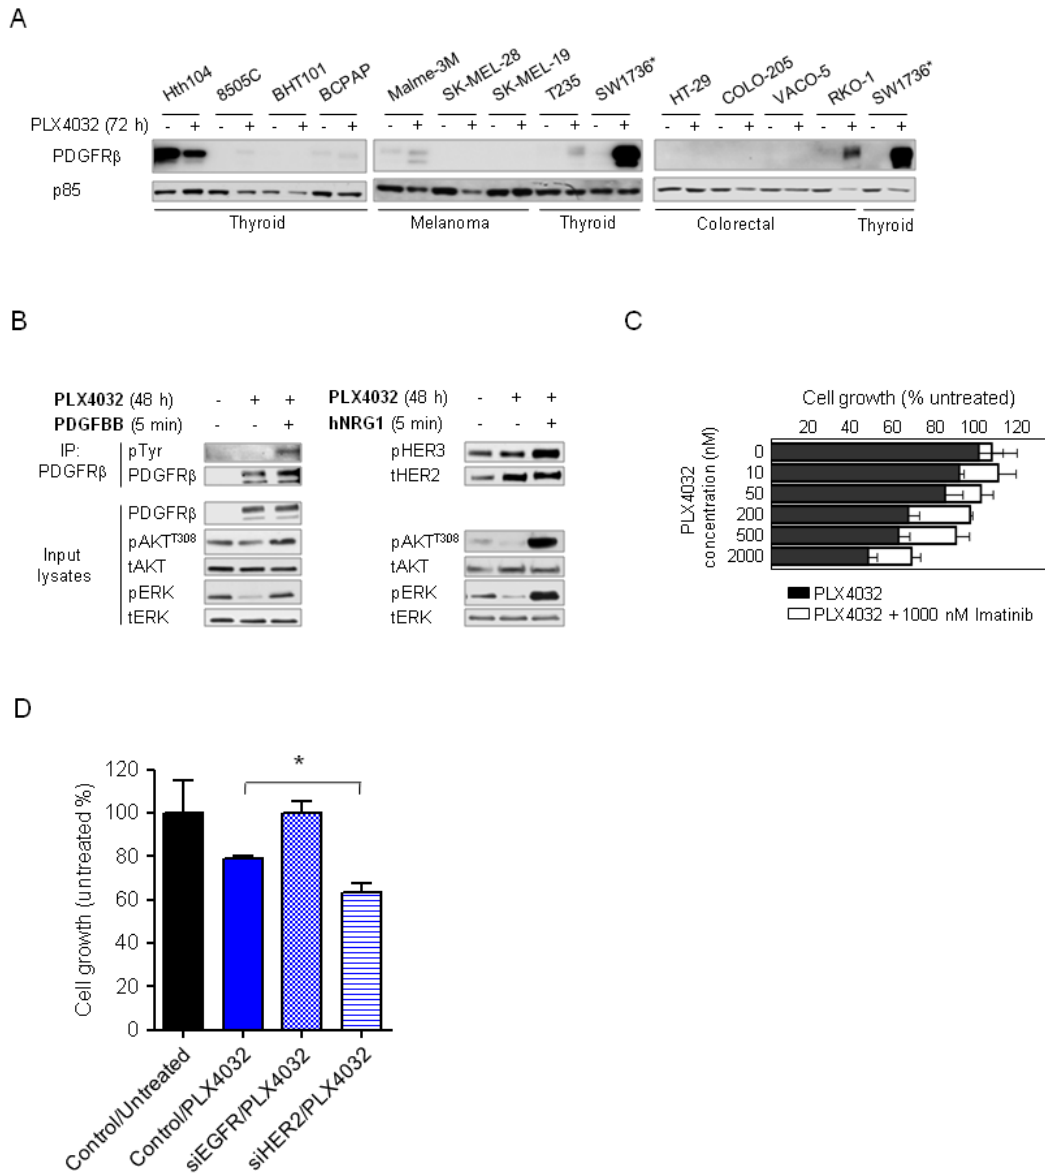 A
Hth104 8505C BHT101 BCPAP Malme-3M SK-MEL-28 SK-MEL-19 T235 SW1736* HT-29 COLO-205 VACO-5 RKO-1 SW1736*
PLX4032 (72 h) - + - + - + - + - + - + - + - + - + - + - + - + - + - +
PDGFRβ
p85
Thyroid Melanoma Thyroid Colorectal Thyroid
B
PLX4032 (48 h) - + +
PDGFBB (5 min) - - +
IP: PDGFRβ
pTyr
PDGFRβ
Input lysates
PDGFRβ
pAKTT308
tAKT
pERK
tERK
PLX4032 (48 h) - + +
hNRG1 (5 min) - - +
pHER3
tHER2
pAKTT308
tAKT
pERK
tERK
C
Cell growth (% untreated)
20 40 60 80 100 120
PLX4032 concentration (nM)
0
10
50
200
500
2000
PLX4032
PLX4032 + 1000 nM Imatinib
D
Cell growth (untreated %)
120
100
80
60
40
20
0
*
Control/Untreated
Control/PLX4032
siEGFR/PLX4032
siHER2/PLX4032